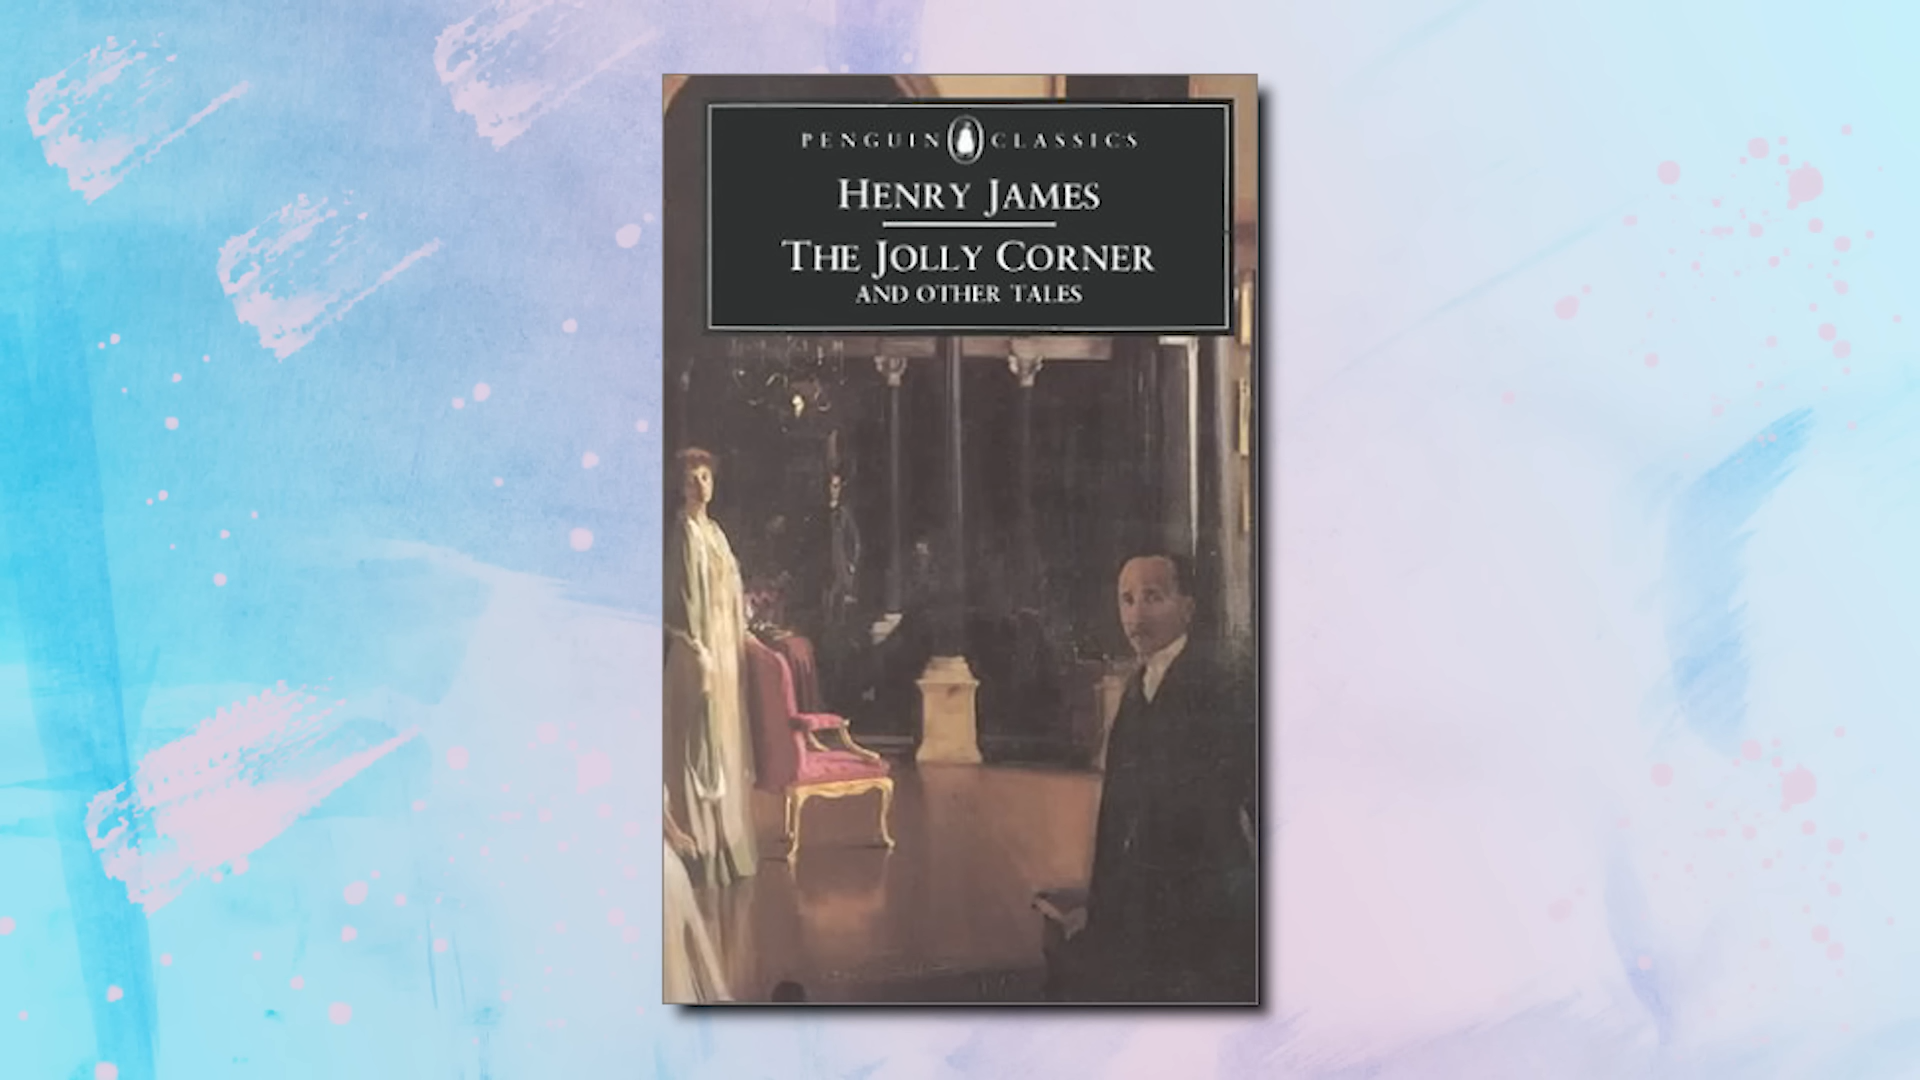 PENGUIN CLASSICS
HENRY JAMES
THE JOLLY CORNER
AND OTHER TALES